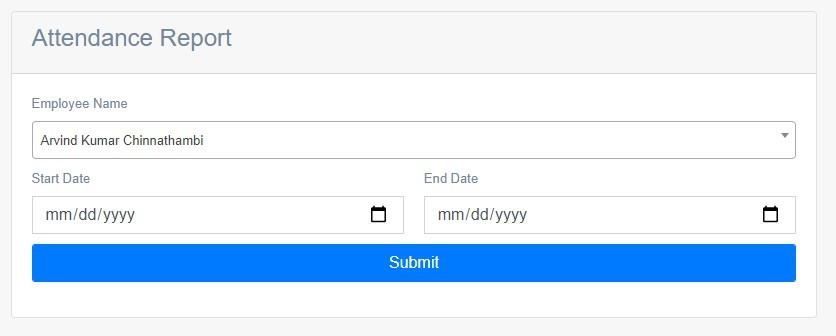 Attendance Report
Employee Name
Arvind Kumar Chinnathambi
Start Date
End Date
mm/dd/yyyy
mm/dd/yyyy
Submit